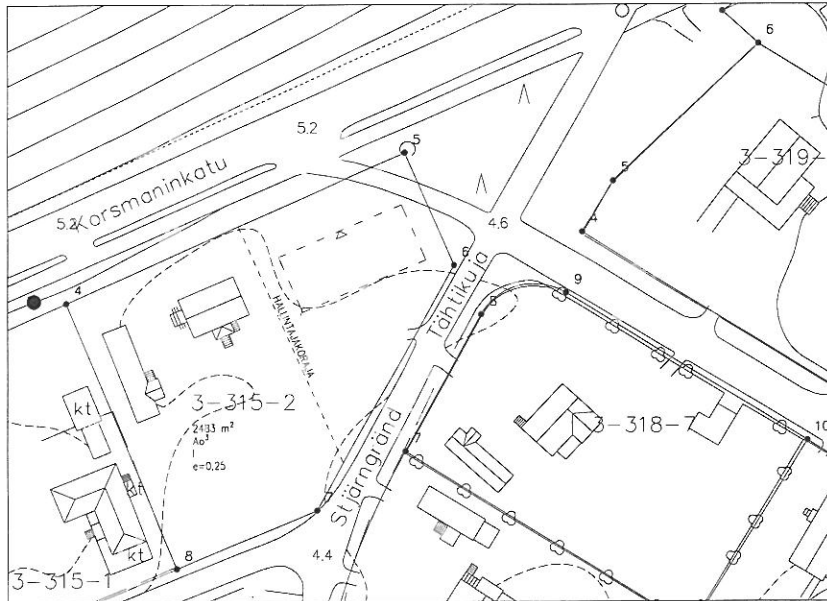 6
5.2
5
5
3-319-
Korsmaninkatu
5.2
4.6
4
6
4
Tähtikuja
9
8
HALLINTAJAKORAJA
3-315-2
2433 m²
Ao³
e=0,25
kt
3-318-7
10
7
Stjärngränd
7
kt
kt
8
4.4
3-315-1